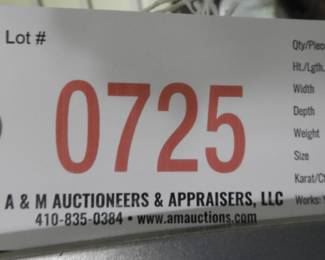 Lot #
0725
A & M AUCTIONEERS & APPRAISERS, LLC
410-835-0384 • www.amauctions.com
Qty/Piec
Ht./Lgth.
Width
Depth
Weight
Size
Karat/Ct
Works: